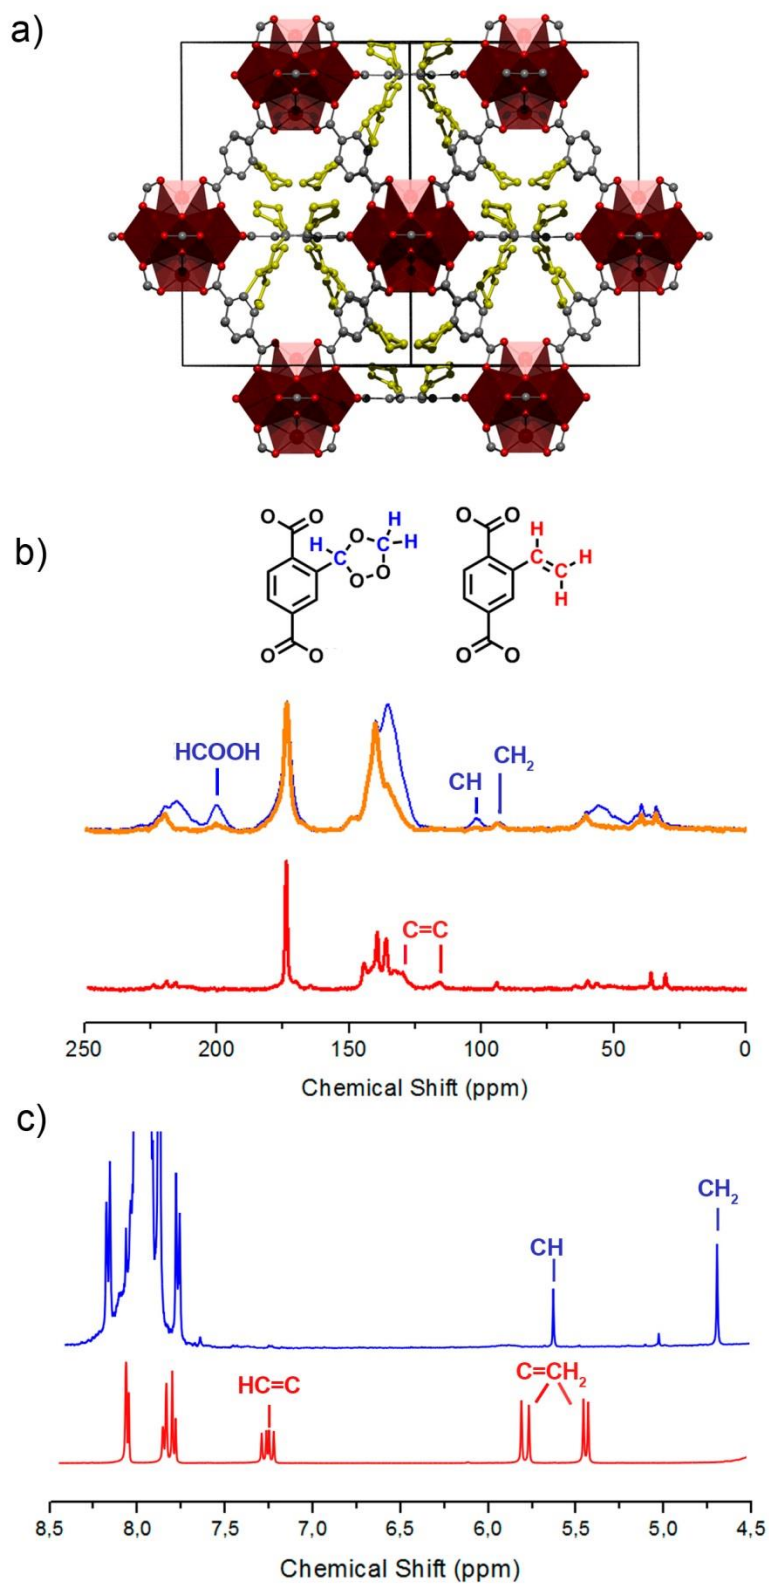 a)
b)
O O
H C O C H H
O O
O O
O O
H C C H H
O O
HCOOH
CH CH₂
C=C
250 200 150 100 50 0
Chemical Shift (ppm)
c)
CH₂
CH
HC=C C=CH₂
8,5 8,0 7,5 7,0 6,5 6,0 5,5 5,0 4,5
Chemical Shift (ppm)